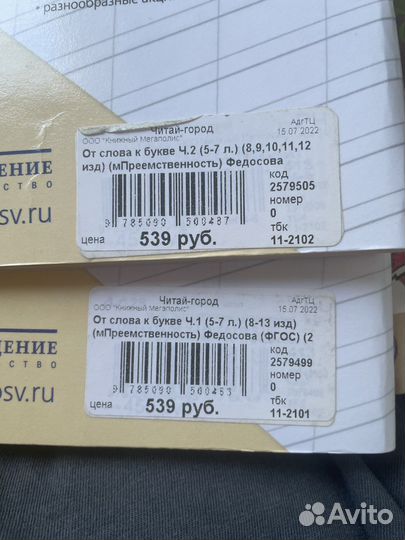 • разнообразные акци
Читай-город
АдгТЦ
ООО "Книжный Мегаполис"
15.07.2022
От слова к букве Ч.2 (5-7 л.) (8,9,10,11,12
изд) (мПреемственность) Федосова
код
2579505
номер
0
тбк
11-2102
цена
539 руб.
ЕНИЕ
СТВО
sv.ru
Читай-город
АдгТЦ
ООО "Книжный Мегаполис"
15.07.2022
От слова к букве Ч.1 (5-7 л.) (8-13 изд)
(мПреемственность) Федосова (ФГОС) (2
код
2579499
номер
0
тбк
11-2101
цена
539 руб.
ЩЕНИЕ
ЕСТВО
osv.ru
Avito